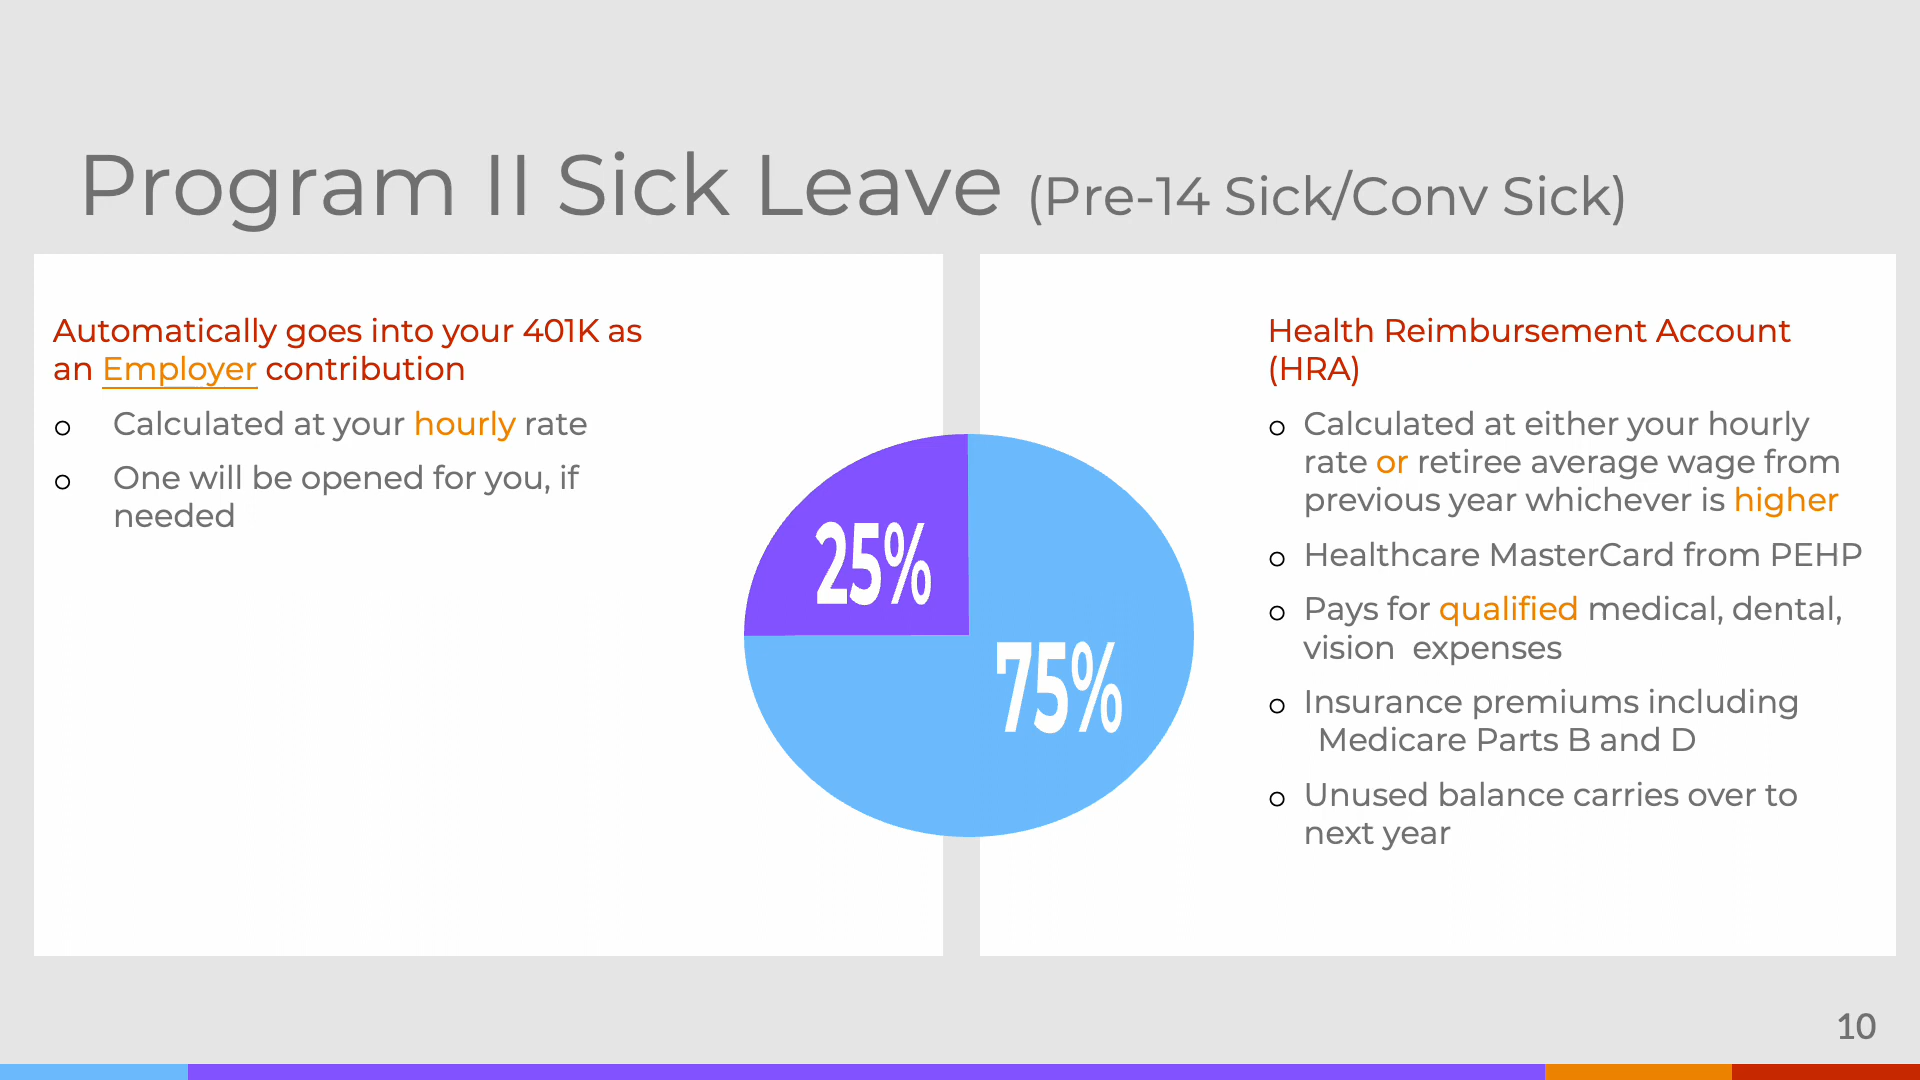 Program II Sick Leave (Pre-14 Sick/Conv Sick)
Automatically goes into your 401K as
an Employer contribution
o Calculated at your hourly rate
o One will be opened for you, if
needed
25%
75%
Health Reimbursement Account
(HRA)
o Calculated at either your hourly
rate or retiree average wage from
previous year whichever is higher
o Healthcare MasterCard from PEHP
o Pays for qualified medical, dental,
vision expenses
o Insurance premiums including
Medicare Parts B and D
o Unused balance carries over to
next year
10